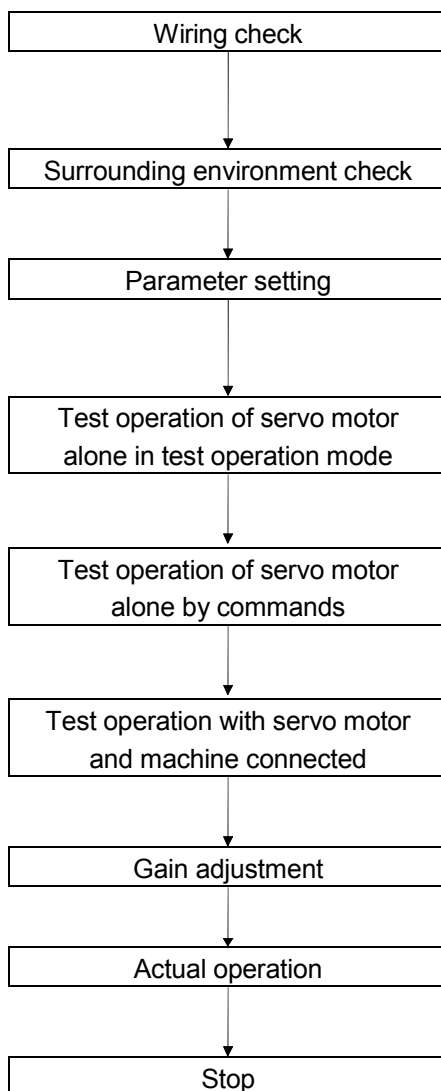 Wiring check
Surrounding environment check
Parameter setting
Test operation of servo motor
alone in test operation mode
Test operation of servo motor
alone by commands
Test operation with servo motor
and machine connected
Gain adjustment
Actual operation
Stop